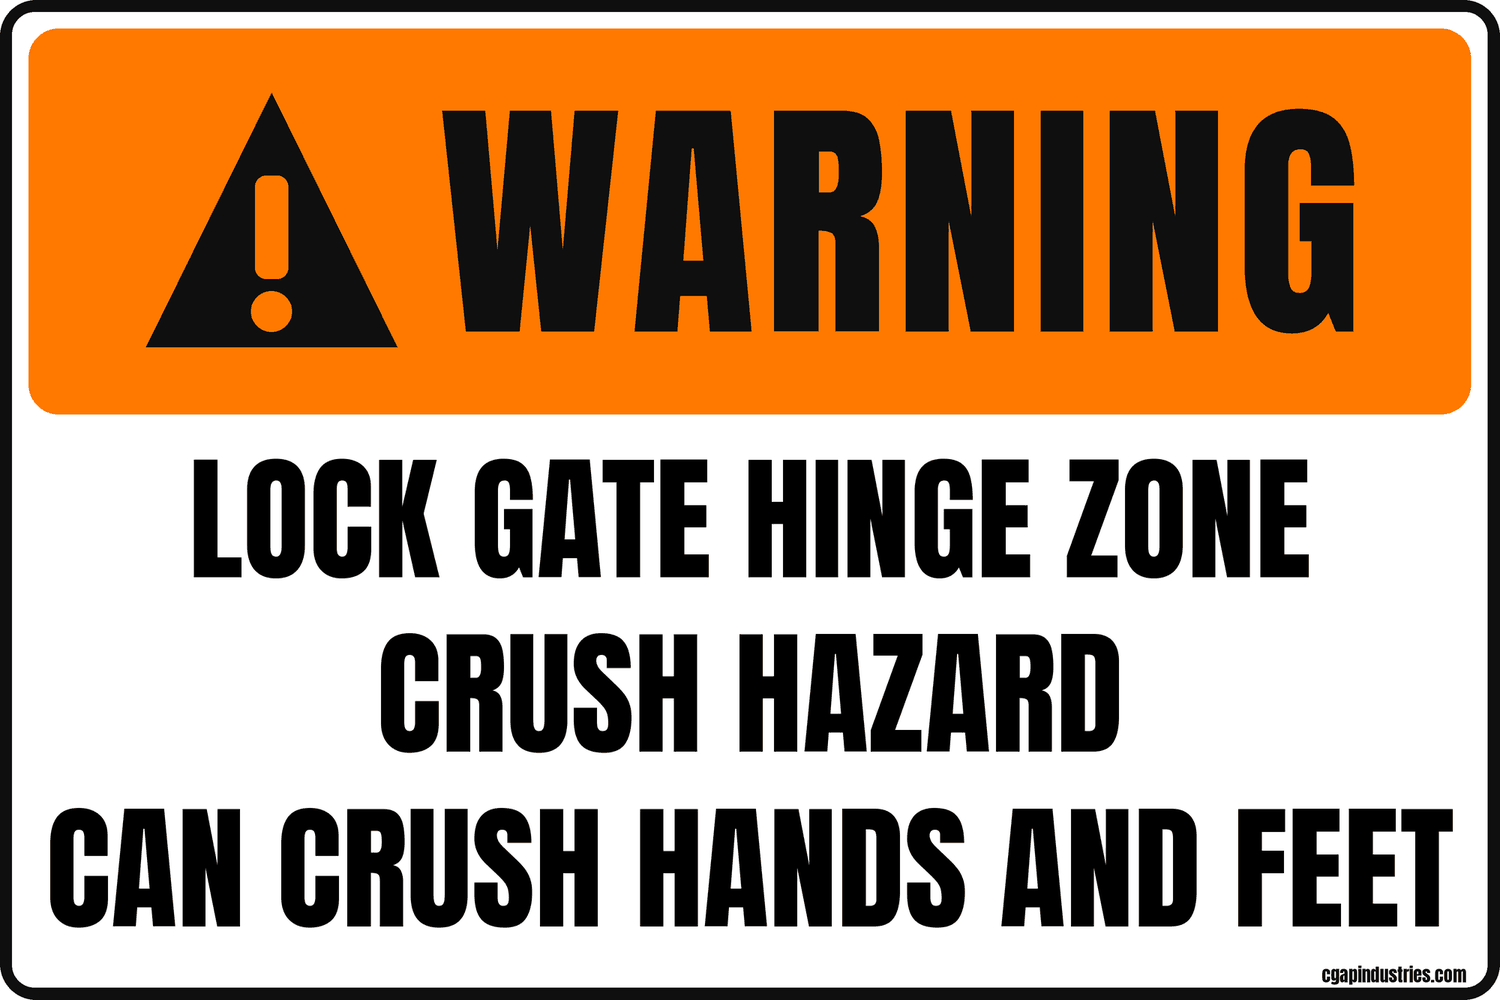 WARNING
LOCK GATE HINGE ZONE
CRUSH HAZARD
CAN CRUSH HANDS AND FEET
cgapindustries.com